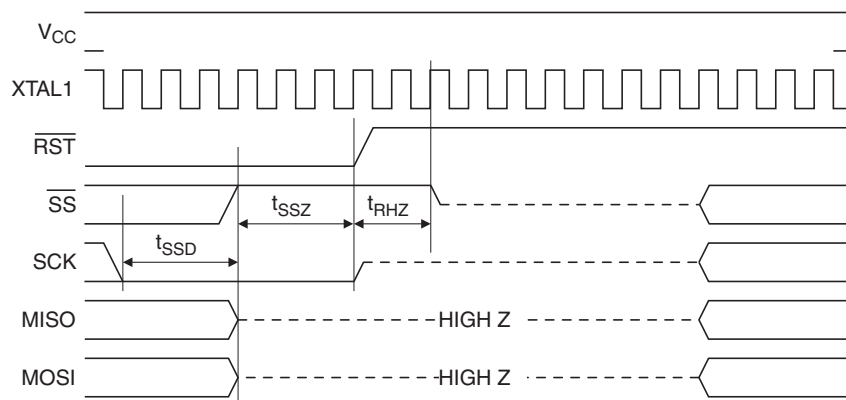 VCC
XTAL1
RST
SS
tSSZ
tRHZ
tSSD
SCK
MISO
HIGH Z
MOSI
HIGH Z